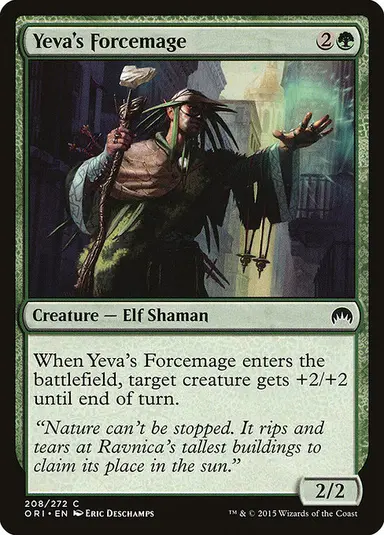 Yeva's Forcemage 2
Creature — Elf Shaman
When Yeva's Forcemage enters the
battlefield, target creature gets +2/+2
until end of turn.
“Nature can't be stopped. It rips and
tears at Ravnica's tallest buildings to
claim its place in the sun.”
2/2
208/272 C
ORI • EN Eric Deschamps
™ & © 2015 Wizards of the Coast